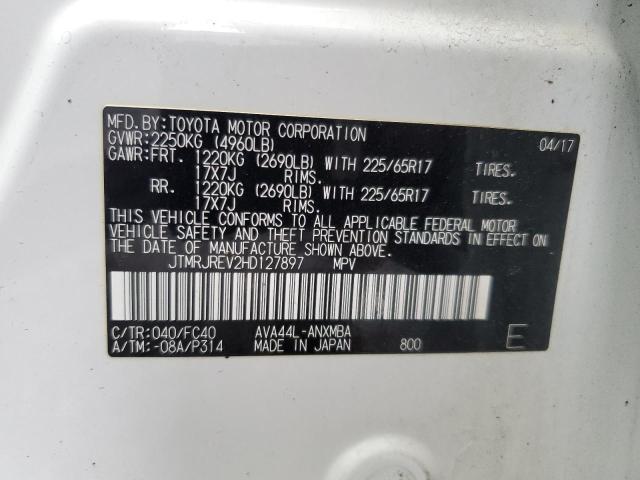 MFD.BY:TOYOTA MOTOR CORPORATION 04/17
GVWR:2250KG (4960LB)
GAWR:FRT. 1220KG (2690LB) WITH 225/65R17 TIRES.
17X7J RIMS.
RR. 1220KG (2690LB) WITH 225/65R17 TIRES.
17X7J RIMS.
THIS VEHICLE CONFORMS TO ALL APPLICABLE FEDERAL MOTOR
VEHICLE SAFETY AND THEFT PREVENTION STANDARDS IN EFFECT ON
THE DATE OF MANUFACTURE SHOWN ABOVE.
JTMRJREV2HD127897 MPV
C/TR:040/FC40 AVA44L-ANXMBA
A/TM:-08A/P314 MADE IN JAPAN 800 E